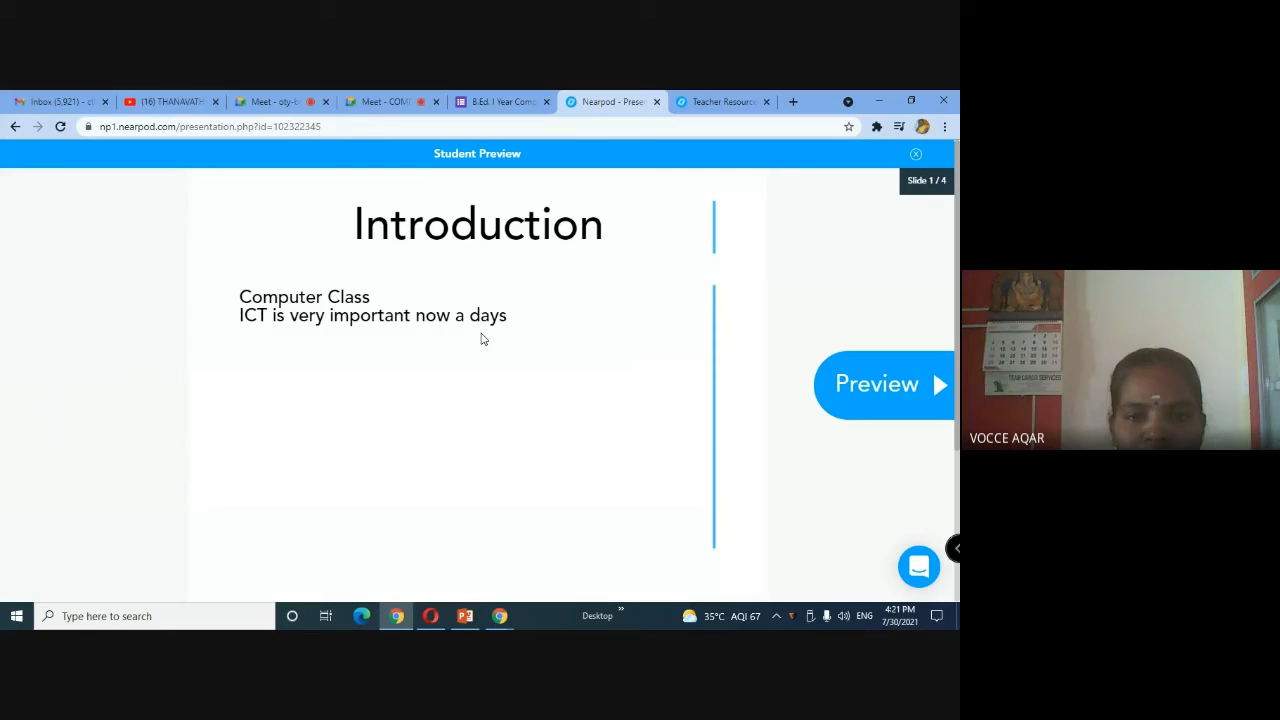 Inbox (5,921) - ct
(16) THANAVATH
Meet - oty-b
Meet - COM
B.Ed. I Year Comp
Nearpod - Prese
Teacher Resourc
np1.nearpod.com/presentation.php?id=102322345
Student Preview
Slide 1 / 4
Introduction
Computer Class
ICT is very important now a days
Preview
VOCCE AQAR
Type here to search
Desktop
35°C AQI 67
ENG
4:21 PM
7/30/2021